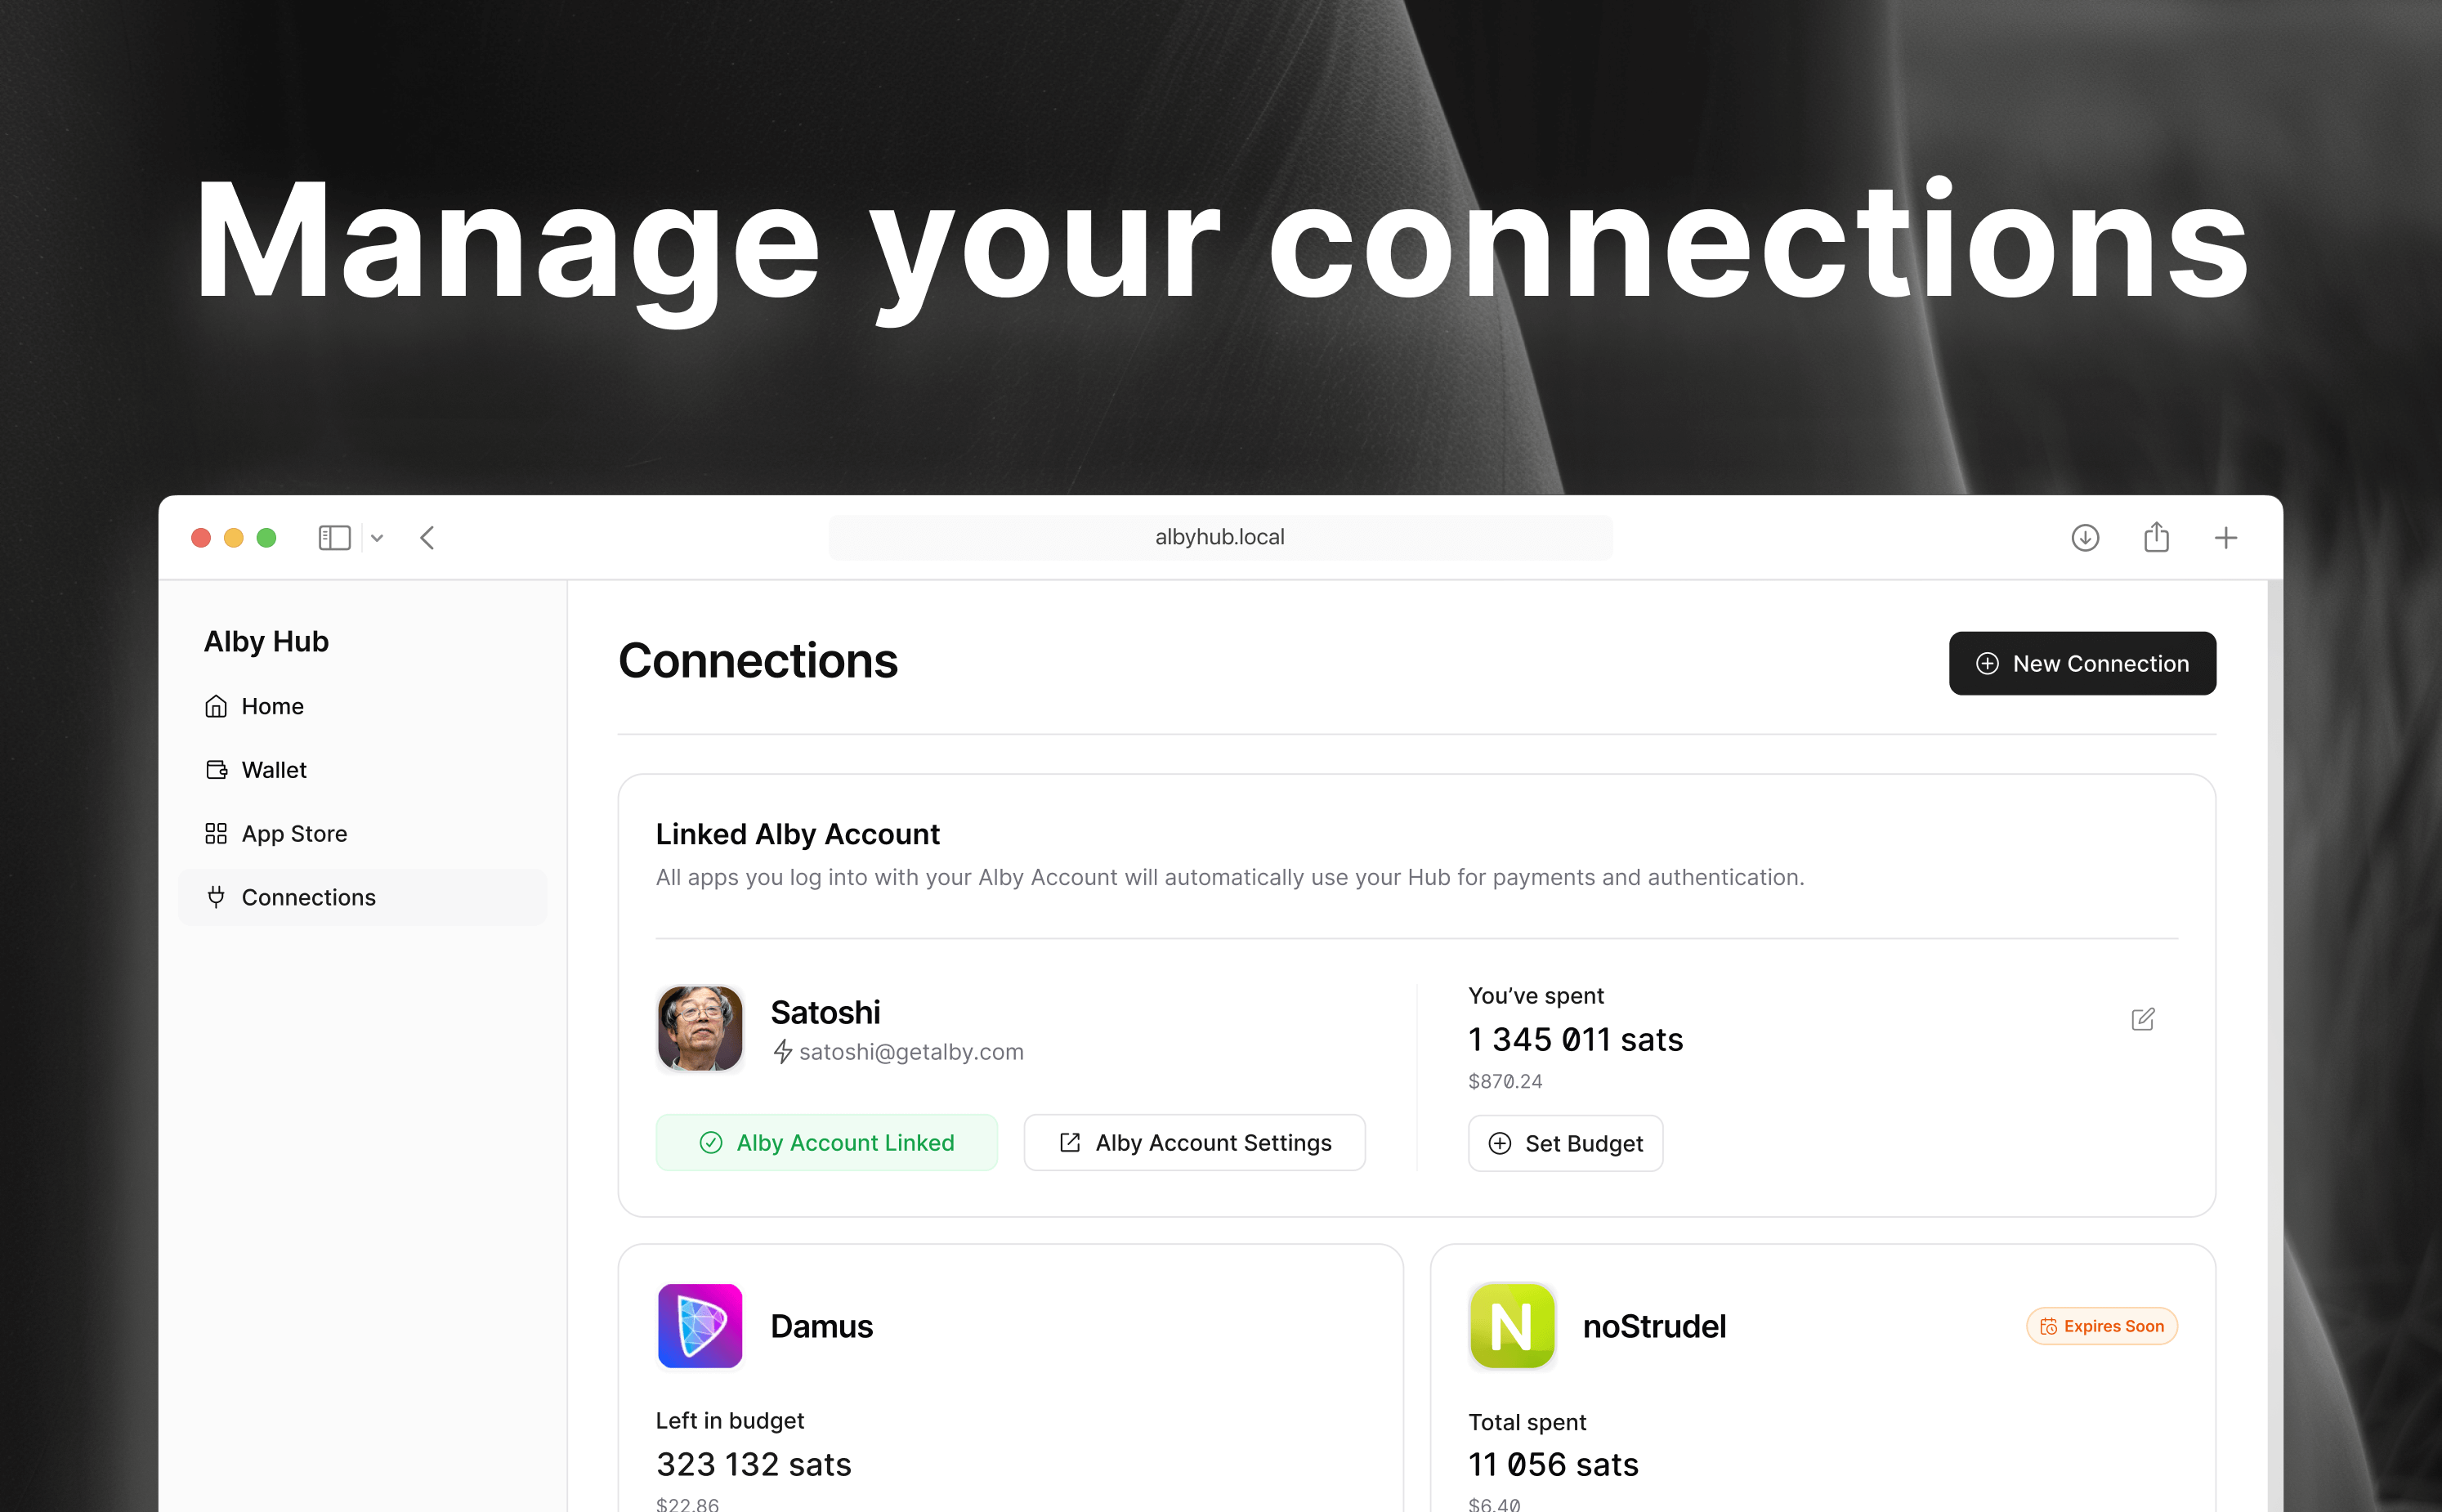 Manage your connections
albyhub.local
Alby Hub
Home
Wallet
App Store
Connections
Connections
New Connection
Linked Alby Account
All apps you log into with your Alby Account will automatically use your Hub for payments and authentication.
Satoshi
satoshi@getalby.com
Alby Account Linked
Alby Account Settings
You’ve spent
1 345 011 sats
$870.24
Set Budget
Damus
Left in budget
323 132 sats
$22.86
N
noStrudel
Expires Soon
Total spent
11 056 sats
$6.40